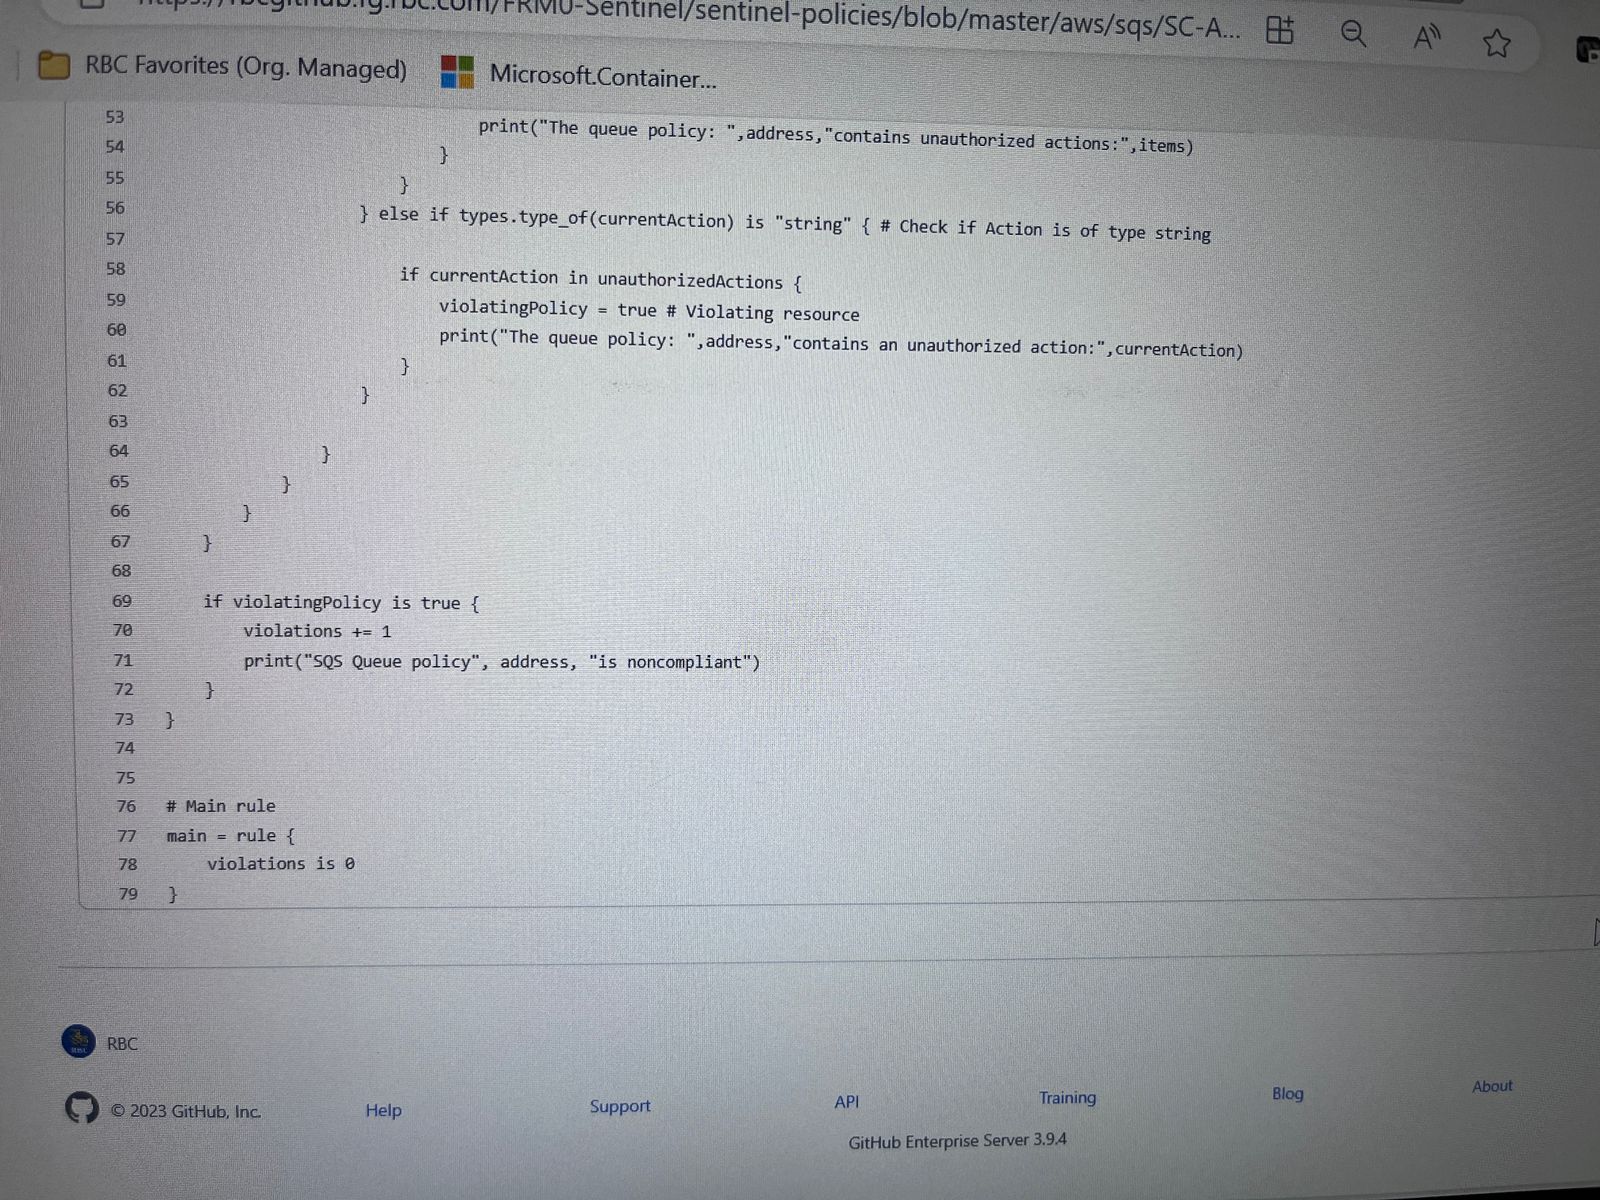 /FRM0-Sentinel/sentinel-policies/blob/master/aws/sqs/SC-A...
RBC Favorites (Org. Managed) Microsoft.Container...
53 print("The queue policy: ",address,"contains unauthorized actions:",items)
54 }
55 }
56 } else if types.type_of(currentAction) is "string" { # Check if Action is of type string
57
58 if currentAction in unauthorizedActions {
59 violatingPolicy = true # Violating resource
60 print("The queue policy: ",address,"contains an unauthorized action:",currentAction)
61 }
62 }
63
64 }
65 }
66 }
67 }
68
69 if violatingPolicy is true {
70 violations += 1
71 print("SQS Queue policy", address, "is noncompliant")
72 }
73 }
74
75
76 # Main rule
77 main = rule {
78 violations is 0
79 }
RBC
© 2023 GitHub, Inc. Help Support API Training Blog About
GitHub Enterprise Server 3.9.4